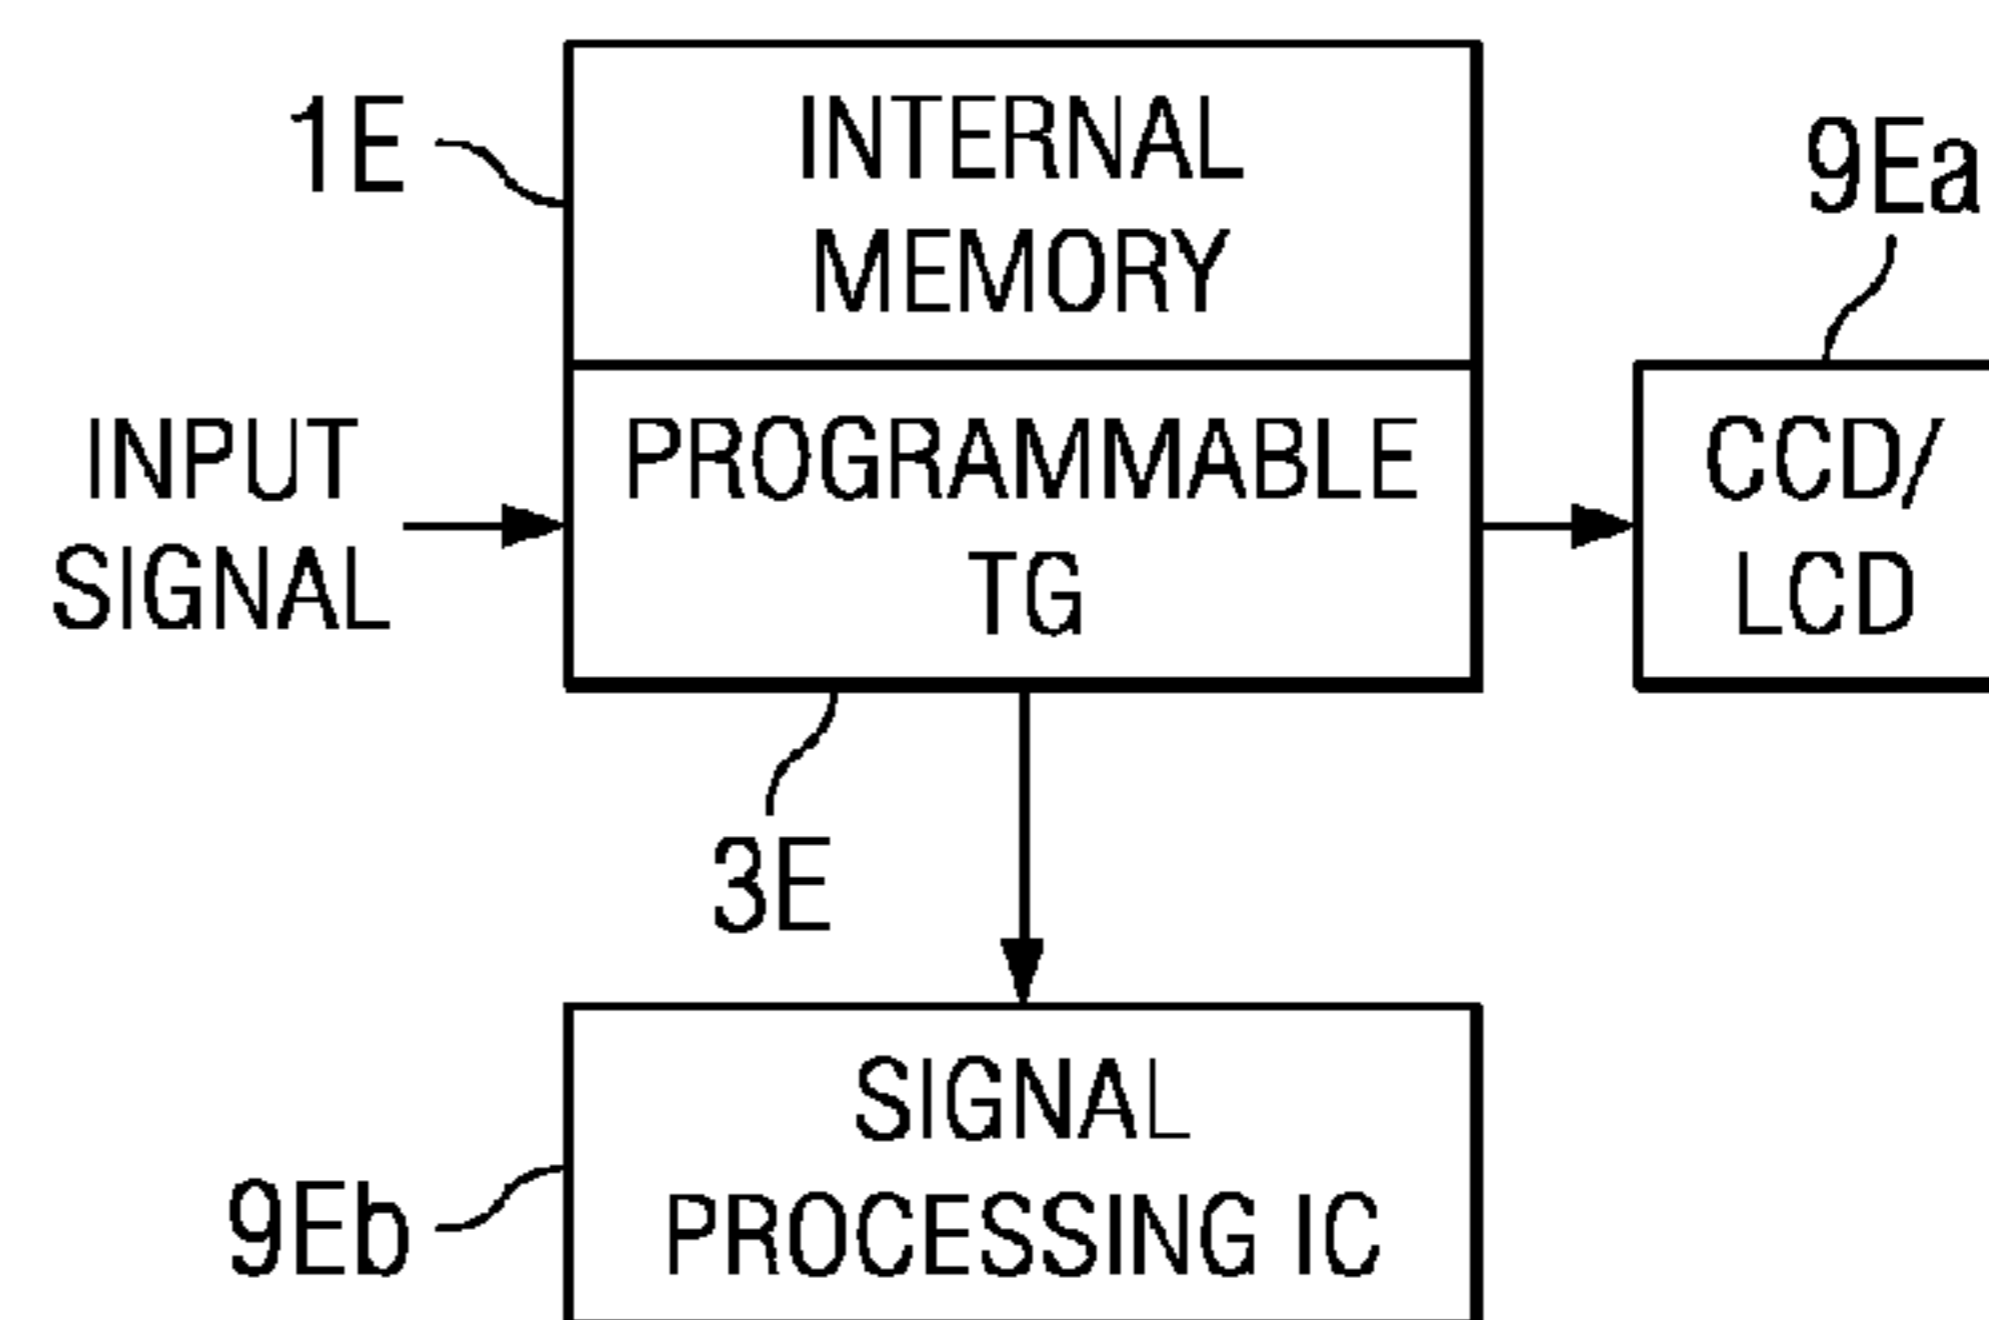 1E
INTERNAL
MEMORY
9Ea
INPUT
SIGNAL
PROGRAMMABLE
TG
CCD/
LCD
3E
SIGNAL
PROCESSING IC
9Eb